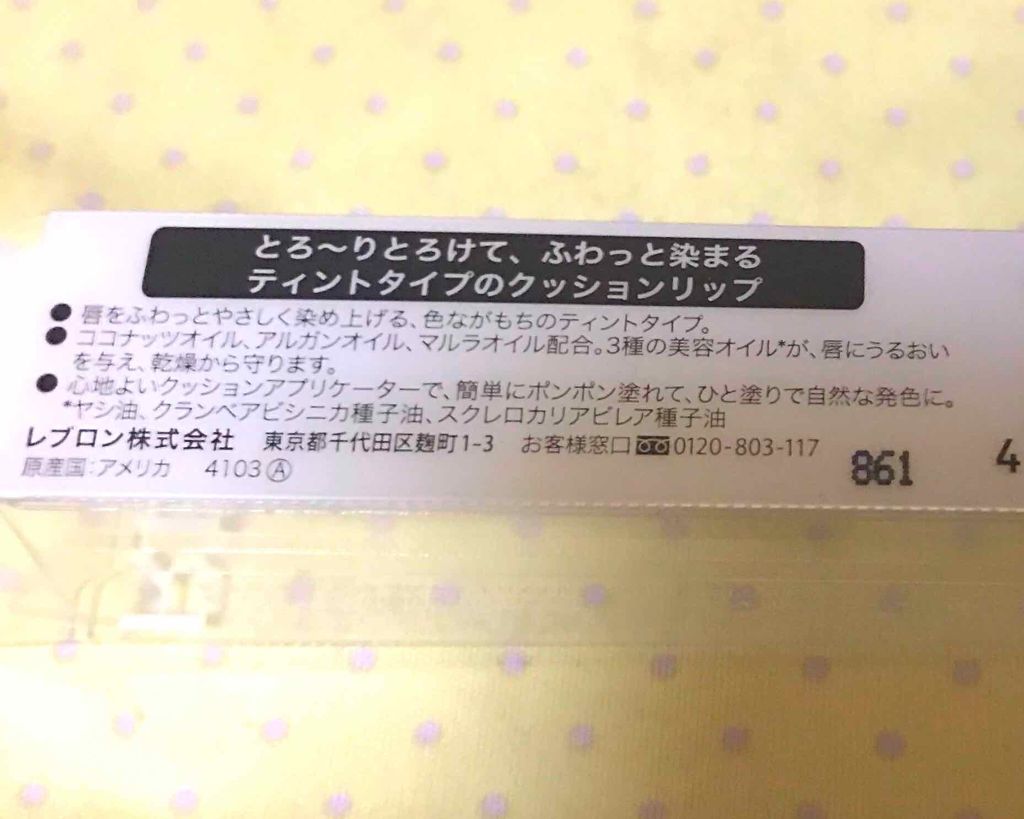 とろ〜りとろけて、ふわっと染まる
ティントタイプのクッションリップ
● 唇をふわっとやさしく染め上げる、色ながもちのティントタイプ。
● ココナッツオイル、アルガンオイル、マルラオイル配合。3種の美容オイル*が、唇にうるおい
を与え、乾燥から守ります。
● 心地よいクッションアプリケーターで、簡単にポンポン塗れて、ひと塗りで自然な発色に。
*ヤシ油、クランベアビシニカ種子油、スクレロカリアビレア種子油
レブロン株式会社 東京都千代田区麹町1-3 お客様窓口 0120-803-117
原産国:アメリカ 4103 Ⓐ 861 4